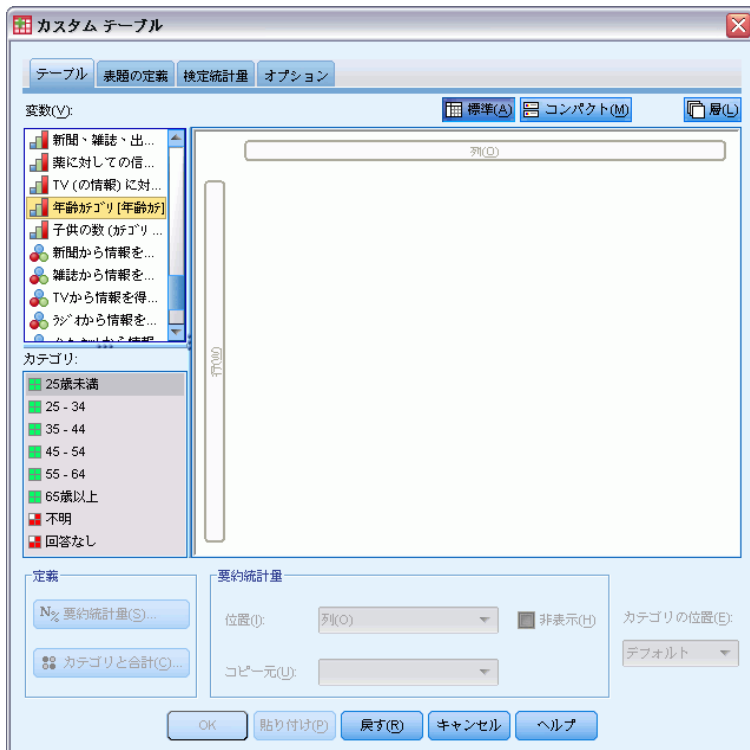 カスタム テーブル
テーブル 表題の定義 検定統計量 オプション
変数(V): 標準(A) コンパクト(M) 層(L)
新聞、雑誌、出...
薬に対しての信...
TV (の情報) に対...
年齢カテゴリ [年齢カテ]
子供の数 (カテゴリ ...
新聞から情報を...
雑誌から情報を...
TVから情報を得...
ラジオから情報を...
列(O)
行(W)
カテゴリ:
25歳未満
25 - 34
35 - 44
45 - 54
55 - 64
65歳以上
不明
回答なし
定義
N% 要約統計量(S)...
カテゴリと合計(C)...
要約統計量
位置(I): 列(O) 非表示(H)
コピー元(U):
カテゴリの位置(E):
デフォルト
OK 貼り付け(P) 戻す(R) キャンセル ヘルプ